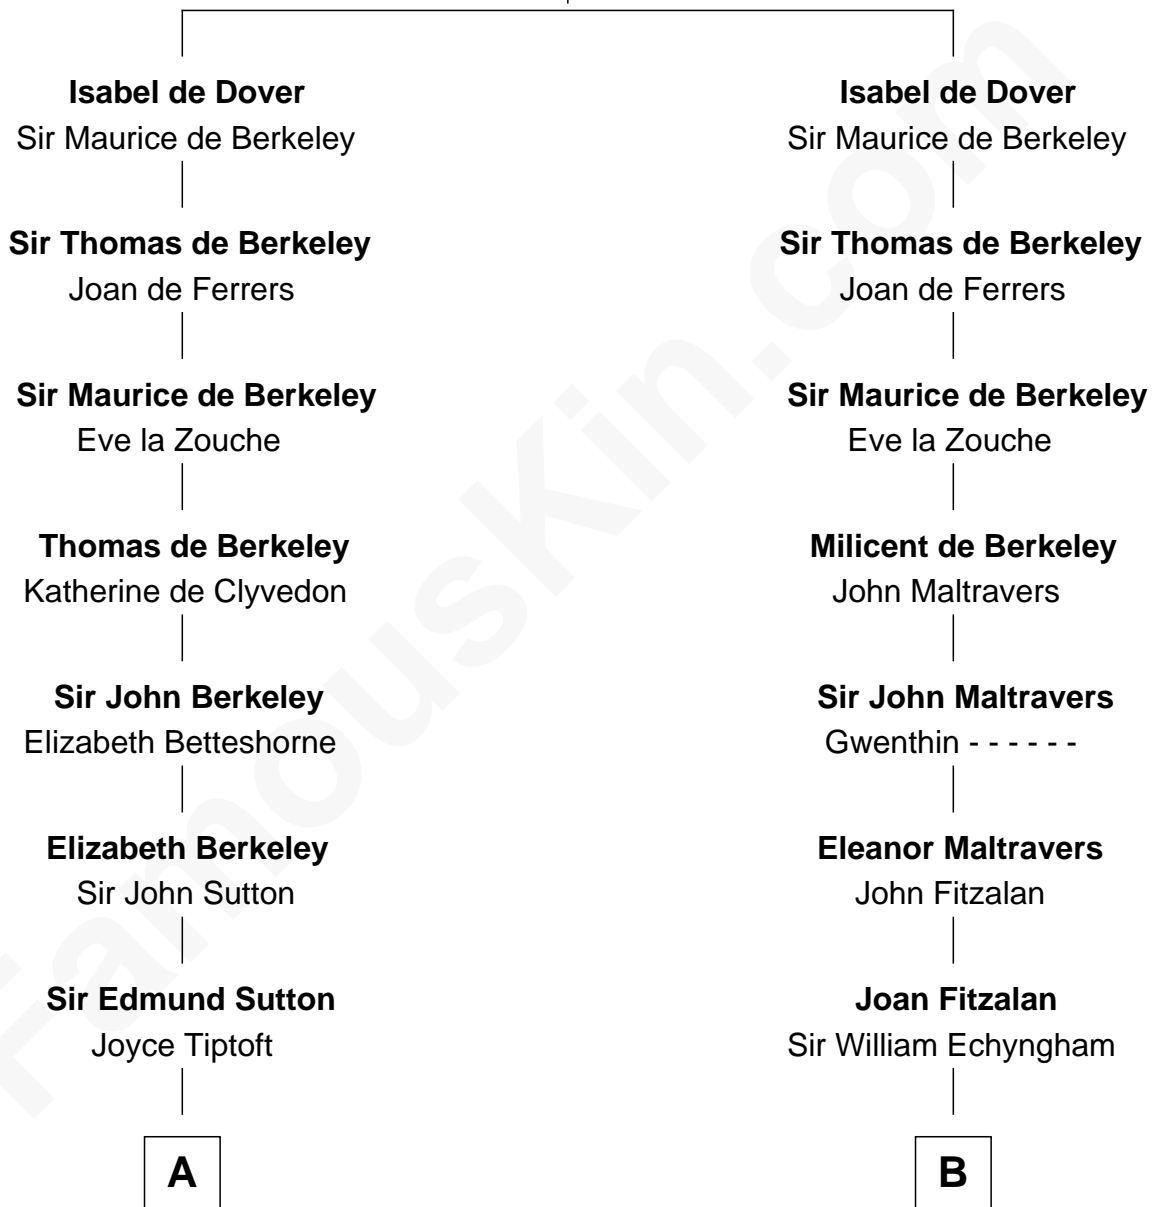 Isabel de Dover
Sir Maurice de Berkeley
Sir Thomas de Berkeley
Joan de Ferrers
Sir Maurice de Berkeley
Eve la Zouche
Thomas de Berkeley
Katherine de Clyvedon
Sir John Berkeley
Elizabeth Betteshorne
Elizabeth Berkeley
Sir John Sutton
Sir Edmund Sutton
Joyce Tiptoft
A
Isabel de Dover
Sir Maurice de Berkeley
Sir Thomas de Berkeley
Joan de Ferrers
Sir Maurice de Berkeley
Eve la Zouche
Milicent de Berkeley
John Maltravers
Sir John Maltravers
Gwenthin - - - - - -
Eleanor Maltravers
John Fitzalan
Joan Fitzalan
Sir William Echyngham
B
FamousKin.com